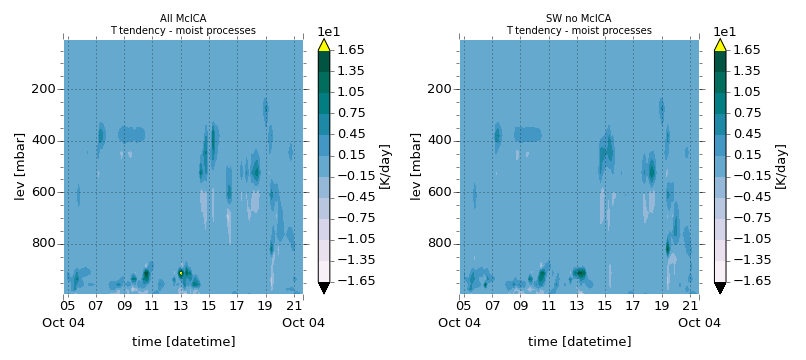 All McICA
T tendency - moist processes
1e1
200
400
600
800
lev [mbar]
05 07 09 11 13 15 17 19 21
Oct 04 Oct 04
time [datetime]
1.65
1.35
1.05
0.75
0.45
0.15
−0.15
−0.45
−0.75
−1.05
−1.35
−1.65
[K/day]
SW no McICA
T tendency - moist processes
1e1
200
400
600
800
lev [mbar]
05 07 09 11 13 15 17 19 21
Oct 04 Oct 04
time [datetime]
1.65
1.35
1.05
0.75
0.45
0.15
−0.15
−0.45
−0.75
−1.05
−1.35
−1.65
[K/day]